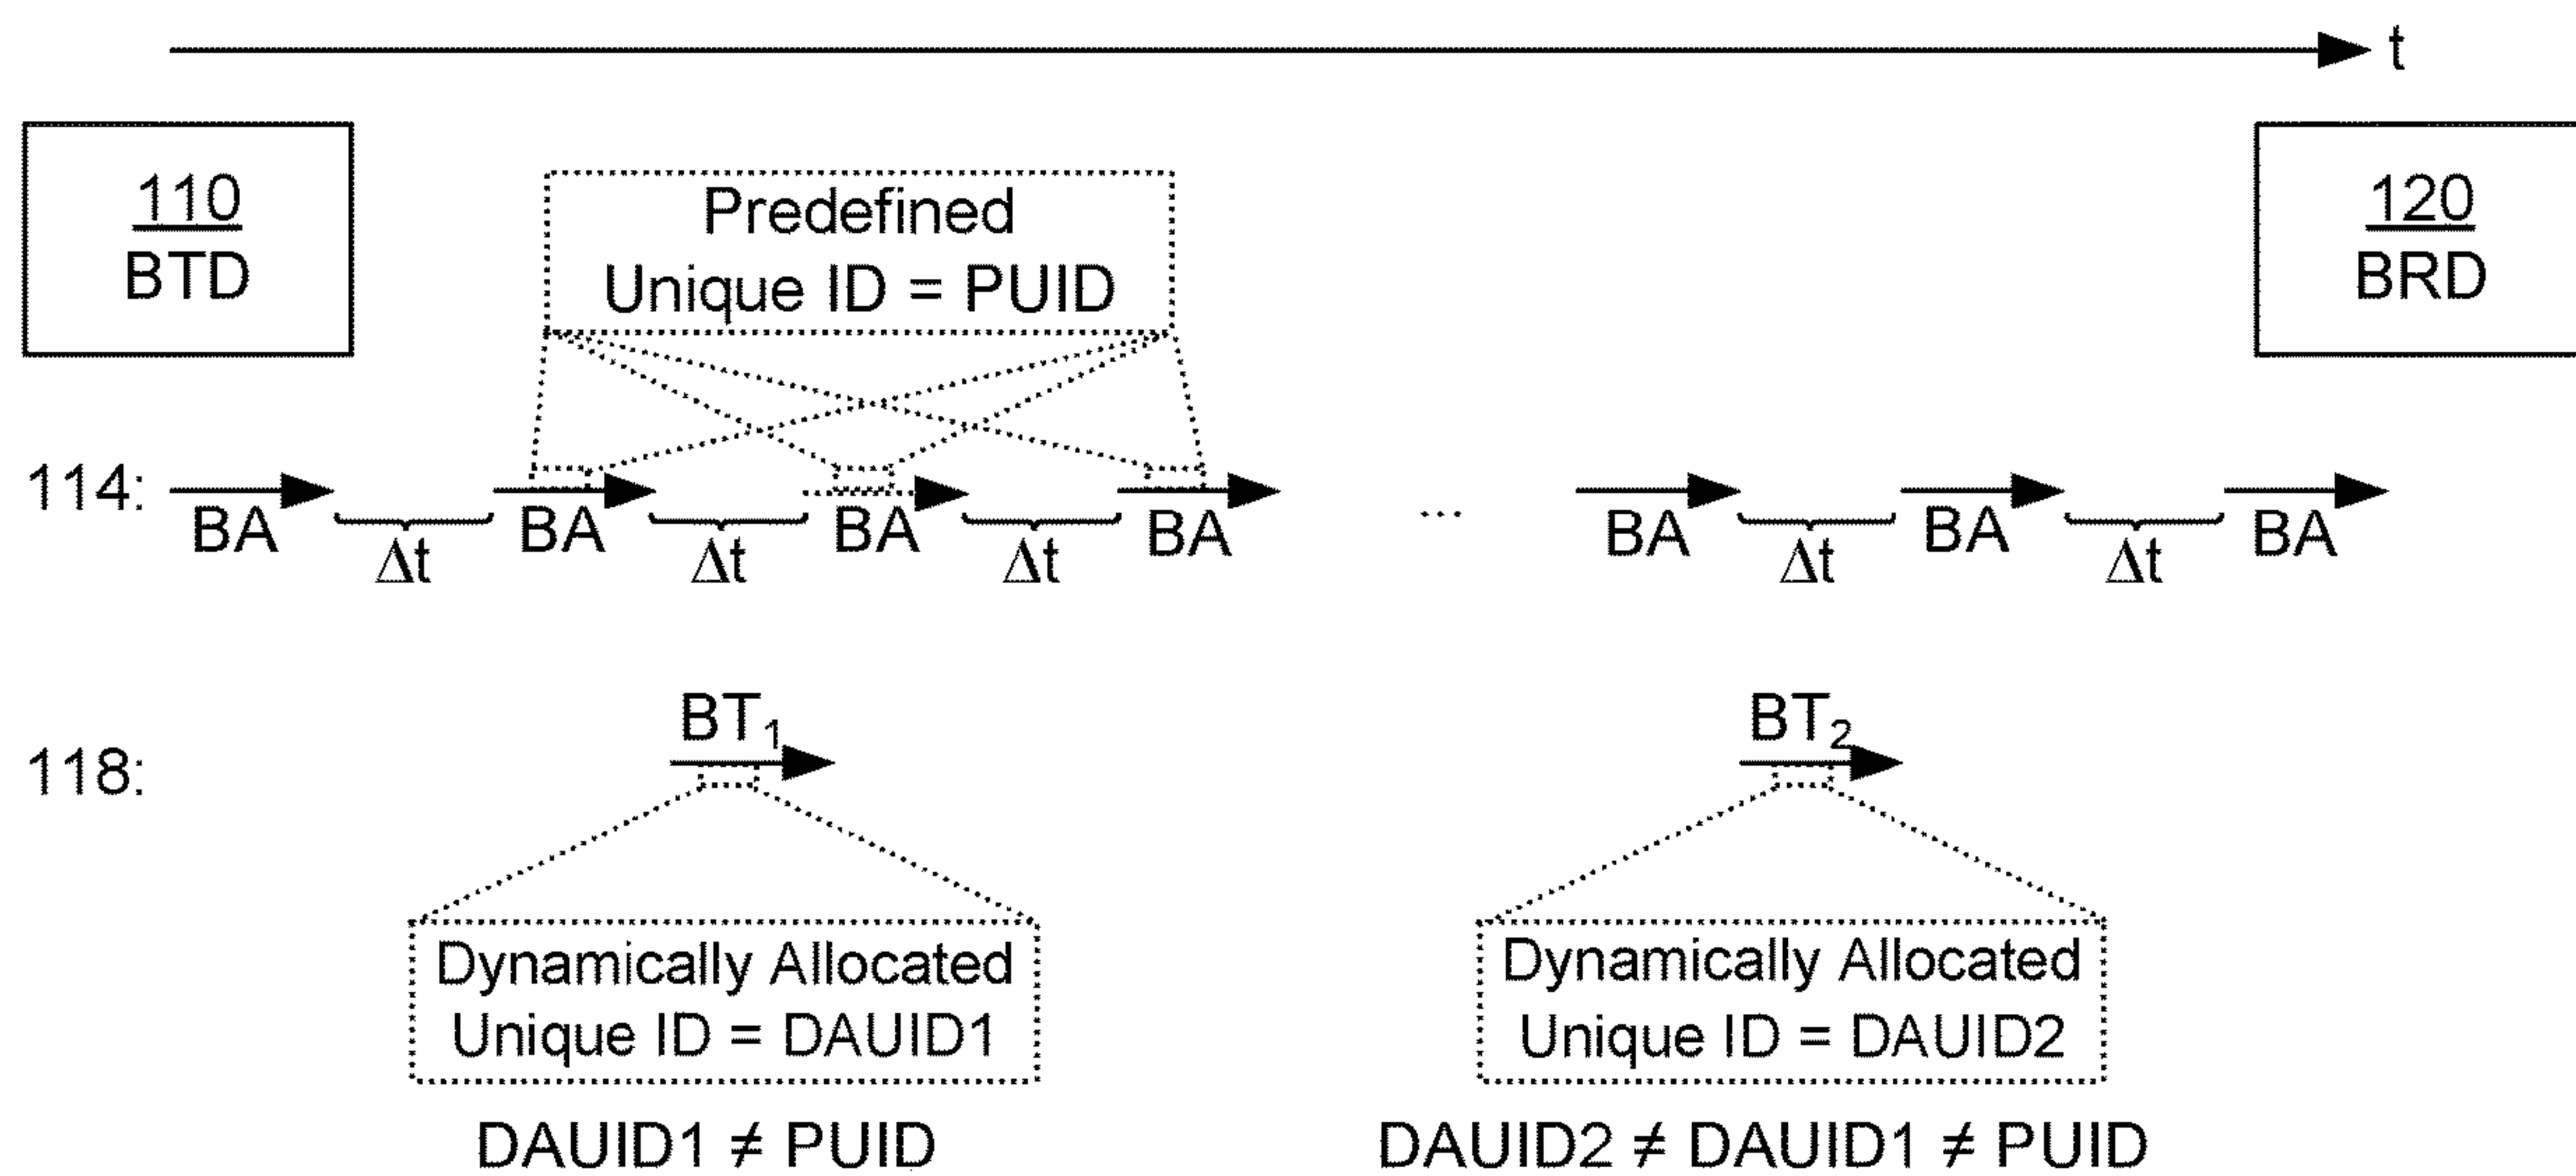 t
110
BTD
Predefined
Unique ID = PUID
120
BRD
114:
BA BA BA BA ... BA BA BA
Δt Δt Δt Δt Δt
BT₁ BT₂
118:
Dynamically Allocated
Unique ID = DAUID1
Dynamically Allocated
Unique ID = DAUID2
DAUID1 ≠ PUID
DAUID2 ≠ DAUID1 ≠ PUID